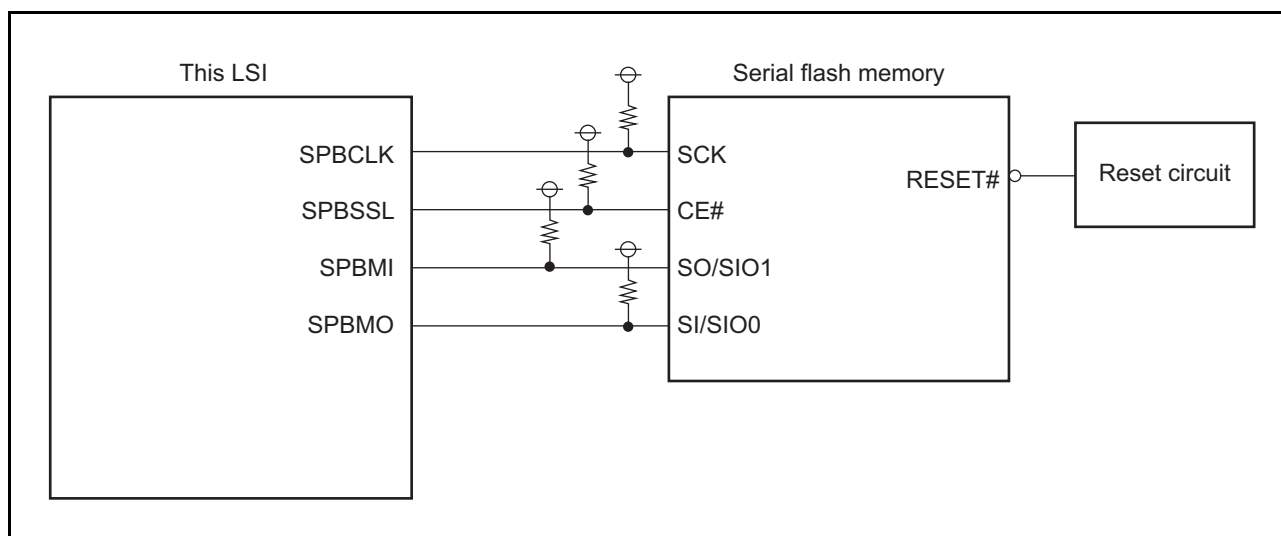 This LSI
Serial flash memory
SPBCLK
SCK
RESET#
Reset circuit
SPBSSL
CE#
SPBMI
SO/SIO1
SPBMO
SI/SIO0